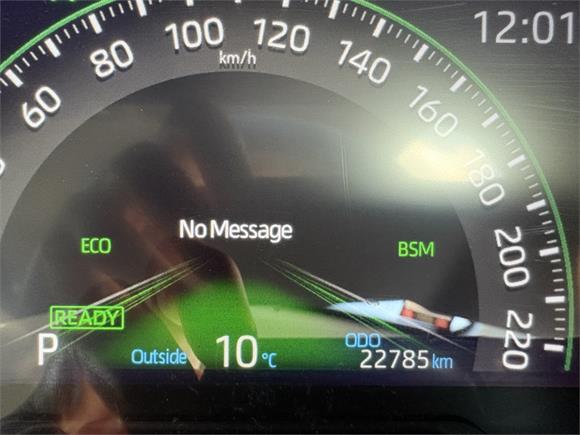 12:01
60
80
100
120
140
160
180
200
220
km/h
No Message
ECO
BSM
READY
P
Outside 10 °C
ODO
22785 km